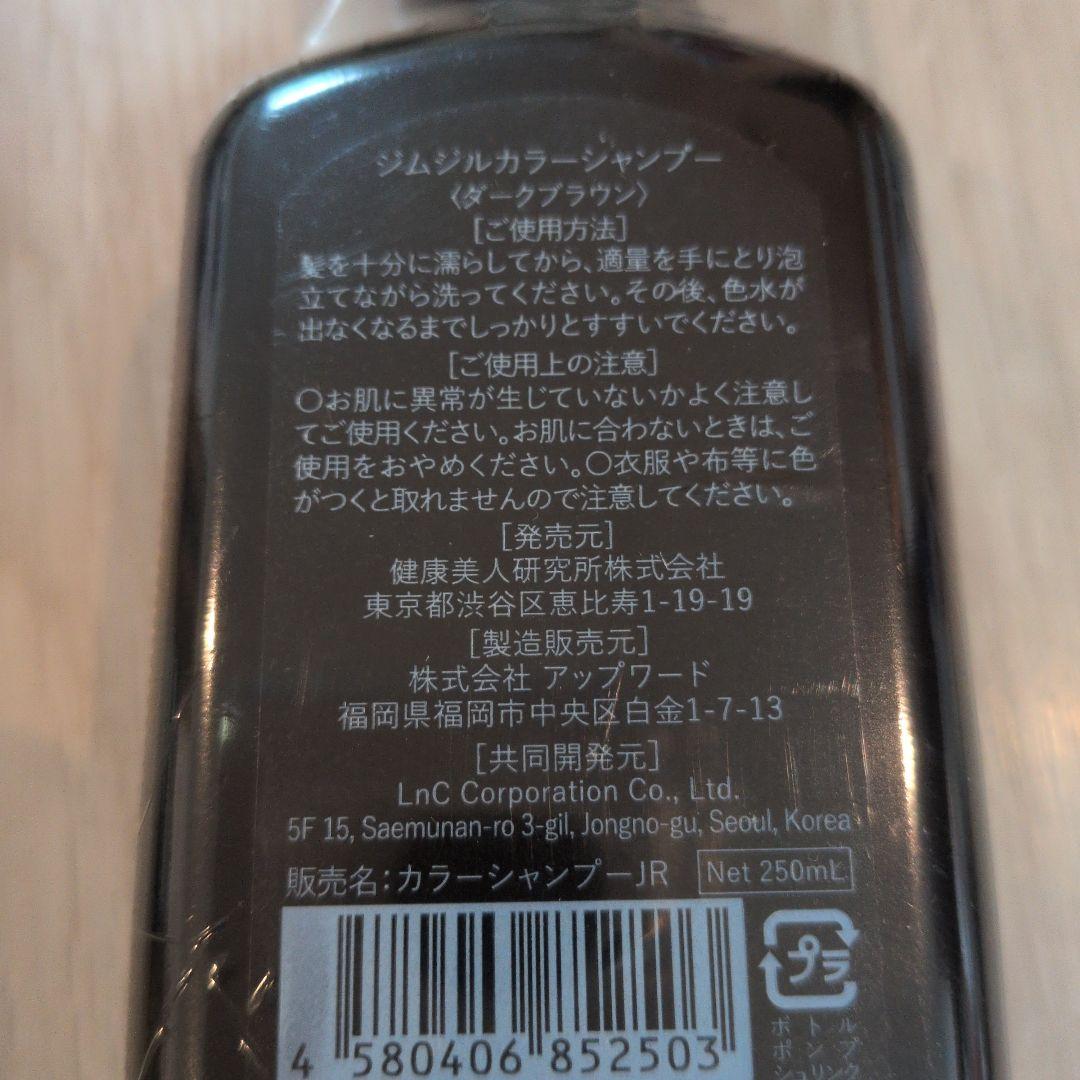 ジムジルカラーシャンプー
〈ダークブラウン〉
[ご使用方法]
髪を十分に濡らしてから、適量を手にとり泡
立てながら洗ってください。その後、色水が
出なくなるまでしっかりとすすいでください。
[ご使用上の注意]
〇お肌に異常が生じていないかよく注意し
てご使用ください。お肌に合わないときは、ご
使用をおやめください。〇衣服や布等に色
がつくと取れませんので注意してください。
[発売元]
健康美人研究所株式会社
東京都渋谷区恵比寿1-19-19
[製造販売元]
株式会社 アップワード
福岡県福岡市中央区白金1-7-13
[共同開発元]
LnC Corporation Co., Ltd.
5F 15, Saemunan-ro 3-gil, Jongno-gu, Seoul, Korea
販売名:カラーシャンプーJR
Net 250mL
プラ
ボトル
ポンプ
シュリンク
4 580406 852503